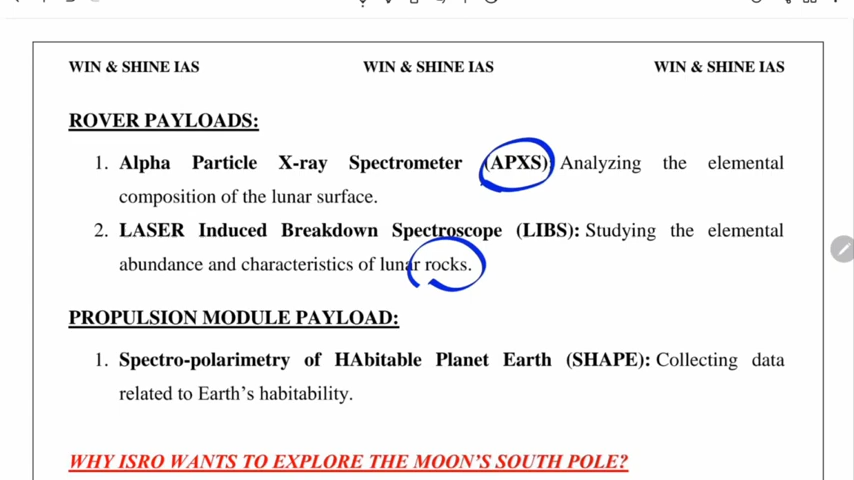 WIN & SHINE IAS WIN & SHINE IAS WIN & SHINE IAS
ROVER PAYLOADS:
1. Alpha Particle X-ray Spectrometer (APXS): Analyzing the elemental
composition of the lunar surface.
2. LASER Induced Breakdown Spectroscope (LIBS): Studying the elemental
abundance and characteristics of lunar rocks.
PROPULSION MODULE PAYLOAD:
1. Spectro-polarimetry of HAbitable Planet Earth (SHAPE): Collecting data
related to Earth's habitability.
WHY ISRO WANTS TO EXPLORE THE MOON'S SOUTH POLE?